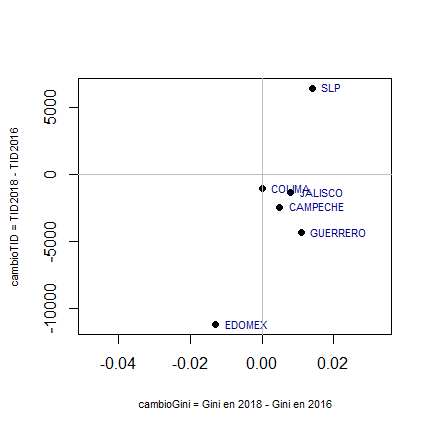 SLP
5000
0
COLIMA
JALISCO
CAMPECHE
GUERRERO
-5000
-10000
EDOMEX
cambioTID = TID2018 - TID2016
-0.04
-0.02
0.00
0.02
cambioGini = Gini en 2018 - Gini en 2016